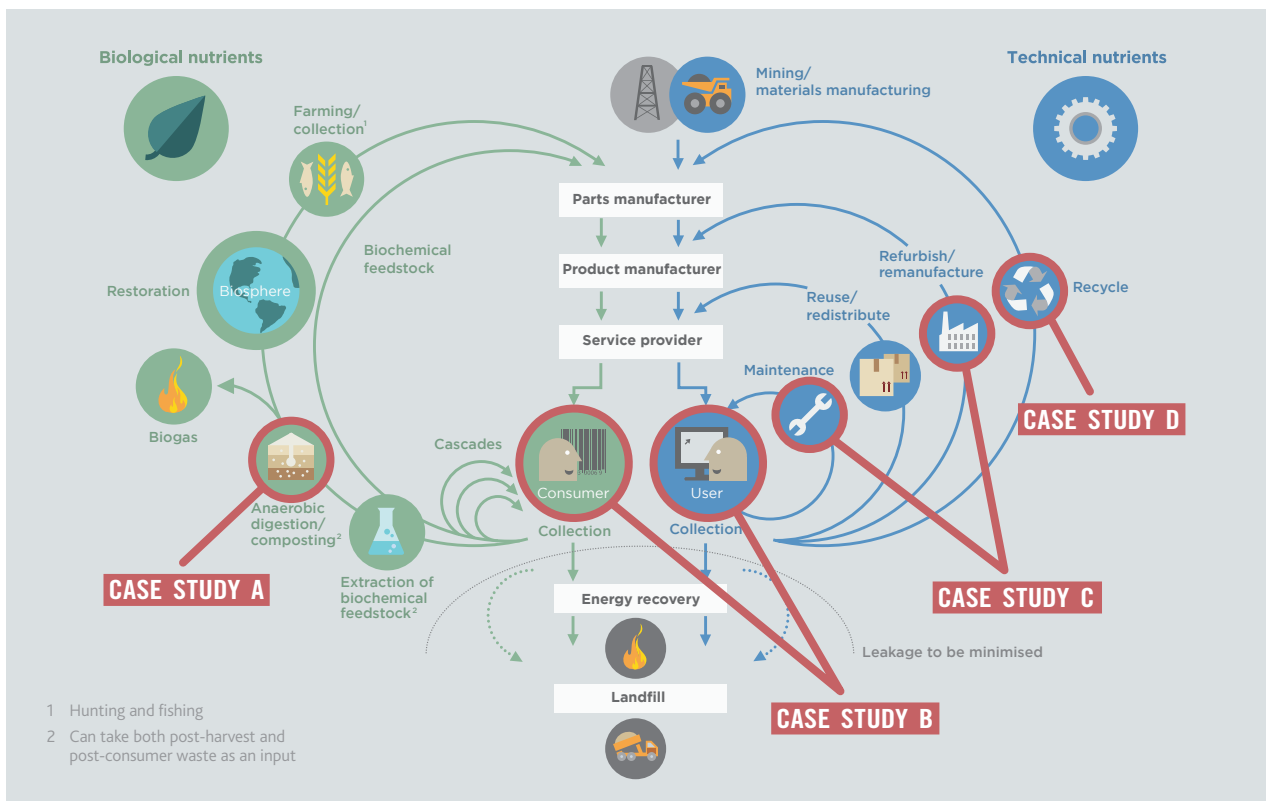 Biological nutrients
Technical nutrients
Mining/
materials manufacturing
Farming/
collection¹
Parts manufacturer
Biochemical
feedstock
Product manufacturer
Refurbish/
remanufacture
Restoration
Biosphere
Recycle
Reuse/
redistribute
Service provider
Maintenance
Biogas
CASE STUDY D
Cascades
Consumer
User
Anaerobic
digestion/
composting²
Collection
Collection
CASE STUDY A
Extraction of
biochemical
feedstock²
Energy recovery
CASE STUDY C
Leakage to be minimised
Landfill
CASE STUDY B
1 Hunting and fishing
2 Can take both post-harvest and
post-consumer waste as an input